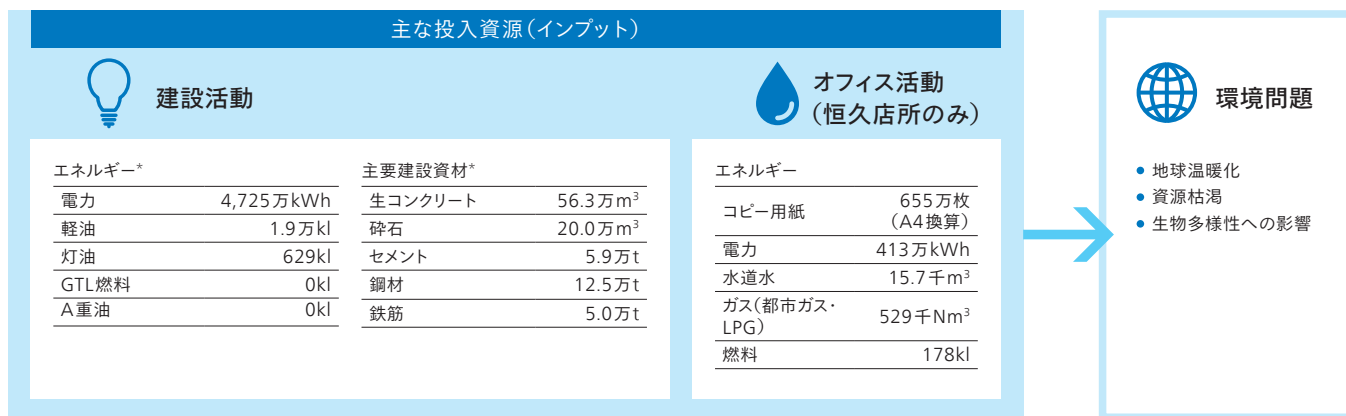 主な投入資源（インプット）
建設活動
エネルギー*
電力 4,725万kWh
軽油 1.9万kl
灯油 629kl
GTL燃料 0kl
A重油 0kl
主要建設資材*
生コンクリート 56.3万m³
砕石 20.0万m³
セメント 5.9万t
鋼材 12.5万t
鉄筋 5.0万t
オフィス活動
（恒久店所のみ）
エネルギー
コピー用紙 655万枚
（A4換算）
電力 413万kWh
水道水 15.7千m³
ガス（都市ガス・
LPG） 529千Nm³
燃料 178kl
環境問題
● 地球温暖化
● 資源枯渇
● 生物多様性への影響